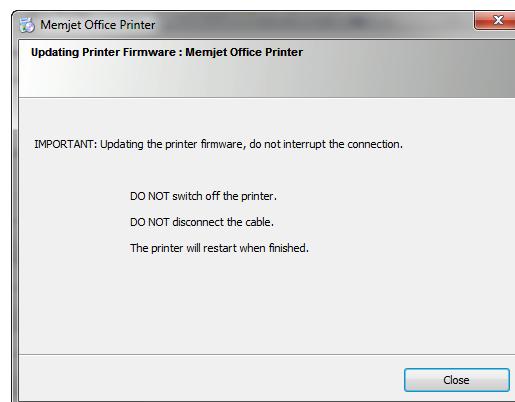 Memjet Office Printer
Updating Printer Firmware : Memjet Office Printer
IMPORTANT: Updating the printer firmware, do not interrupt the connection.
DO NOT switch off the printer.
DO NOT disconnect the cable.
The printer will restart when finished.
Close